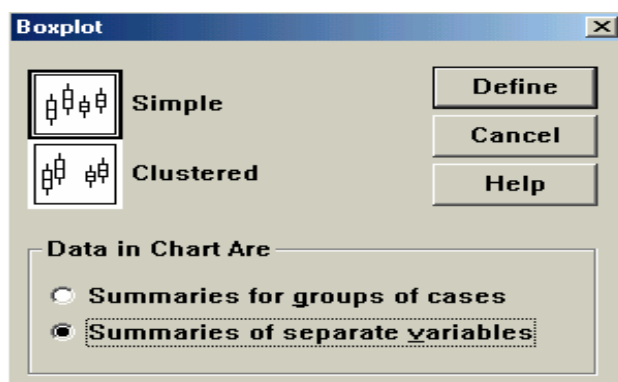 Boxplot
Simple
Clustered
Define
Cancel
Help
Data in Chart Are
Summaries for groups of cases
Summaries of separate variables